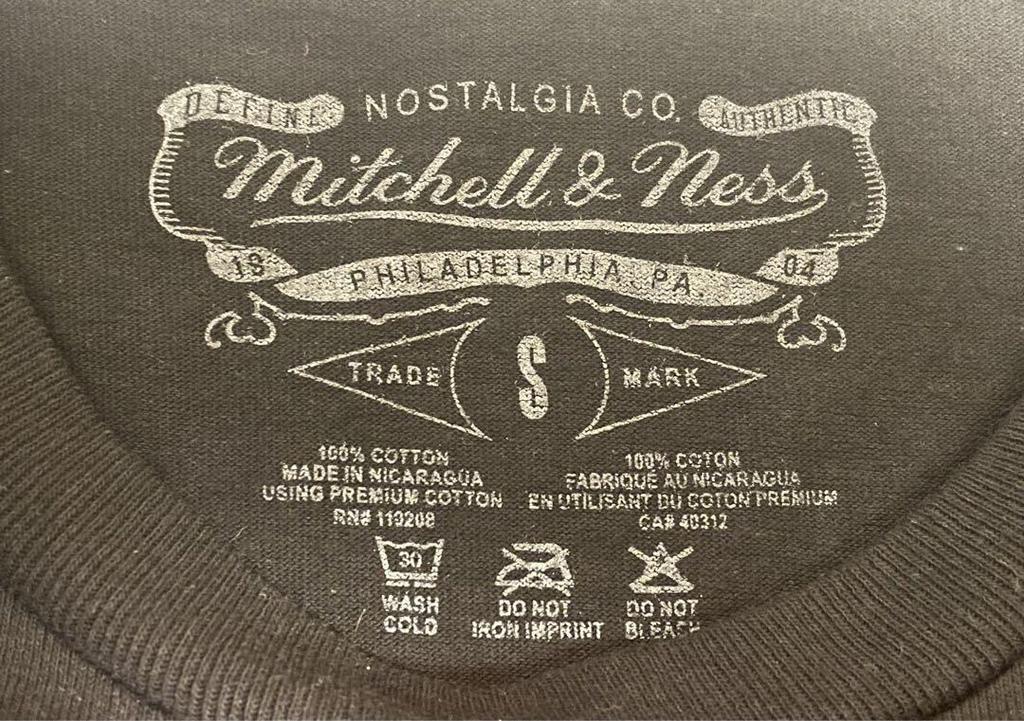 DEFINE NOSTALGIA CO. AUTHENTIC
Mitchell & Ness
19 PHILADELPHIA, PA. 04
TRADE S MARK
100% COTTON
MADE IN NICARAGUA
USING PREMIUM COTTON
RN# 110208
100% COTON
FABRIQUÉ AU NICARAGUA
EN UTILISANT DU COTON PREMIUM
CA# 40312
30
WASH
COLD
DO NOT
IRON IMPRINT
DO NOT
BLEACH